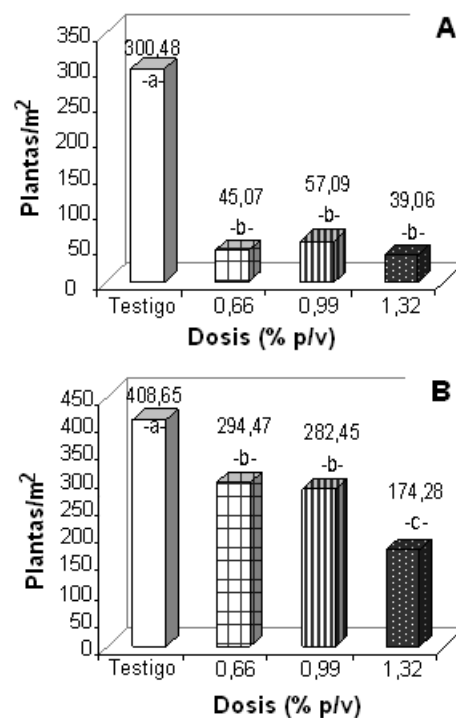 A
Plantas/m²
350
300
250
200
150
100
50
0
300,48
-a-
45,07
-b-
57,09
-b-
39,06
-b-
Testigo 0,66 0,99 1,32
Dosis (% p/v)
B
Plantas/m²
450
400
350
300
250
200
150
100
50
0
408,65
-a-
294,47
-b-
282,45
-b-
174,28
-c-
Testigo 0,66 0,99 1,32
Dosis (% p/v)